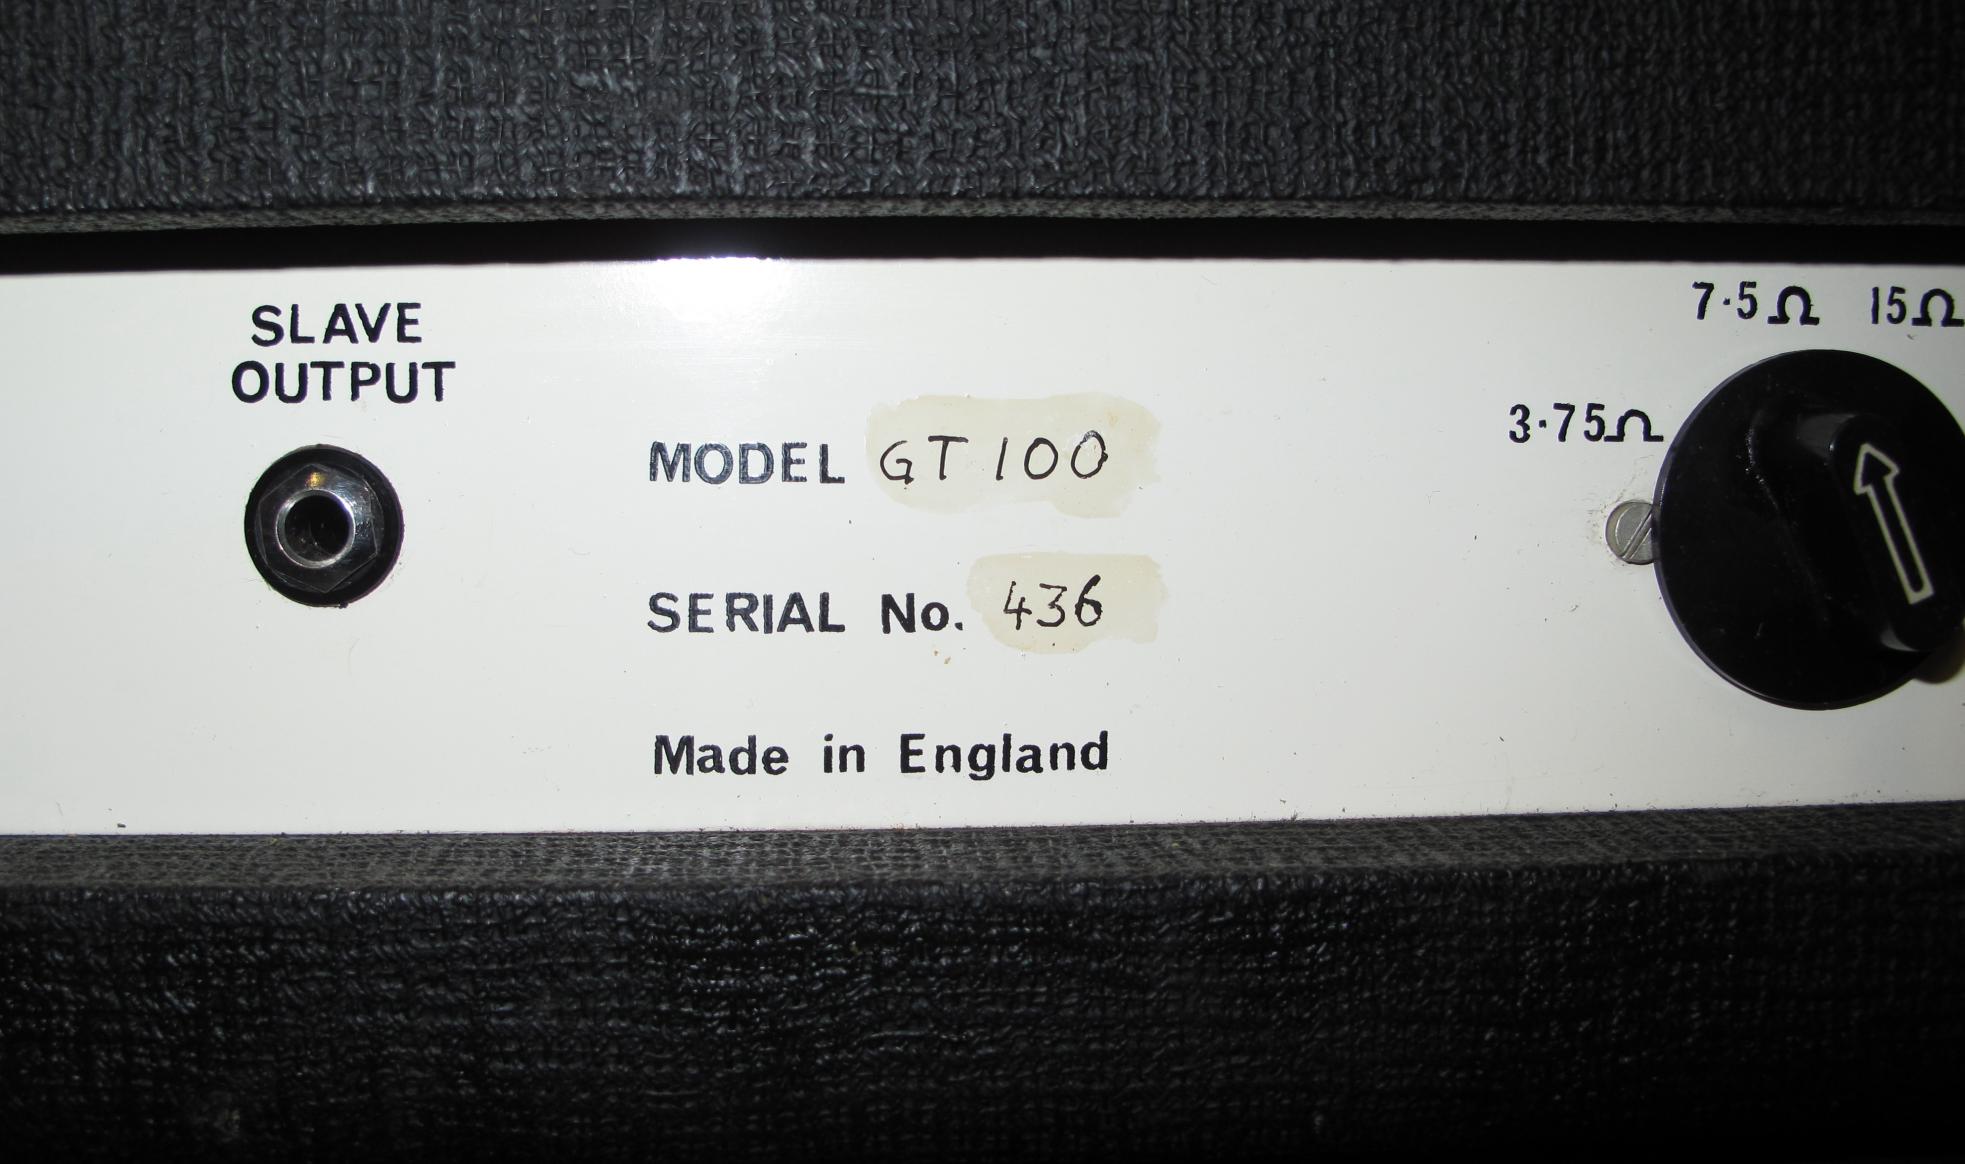 SLAVE
OUTPUT
MODEL GT100
SERIAL No. 436
Made in England
3·75Ω
7·5Ω 15Ω